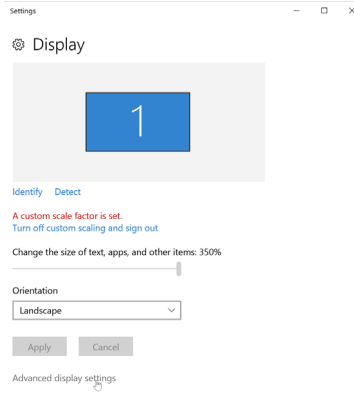 Settings
Display
1
Identify Detect
A custom scale factor is set.
Turn off custom scaling and sign out
Change the size of text, apps, and other items: 350%
Orientation
Landscape
Apply Cancel
Advanced display settings